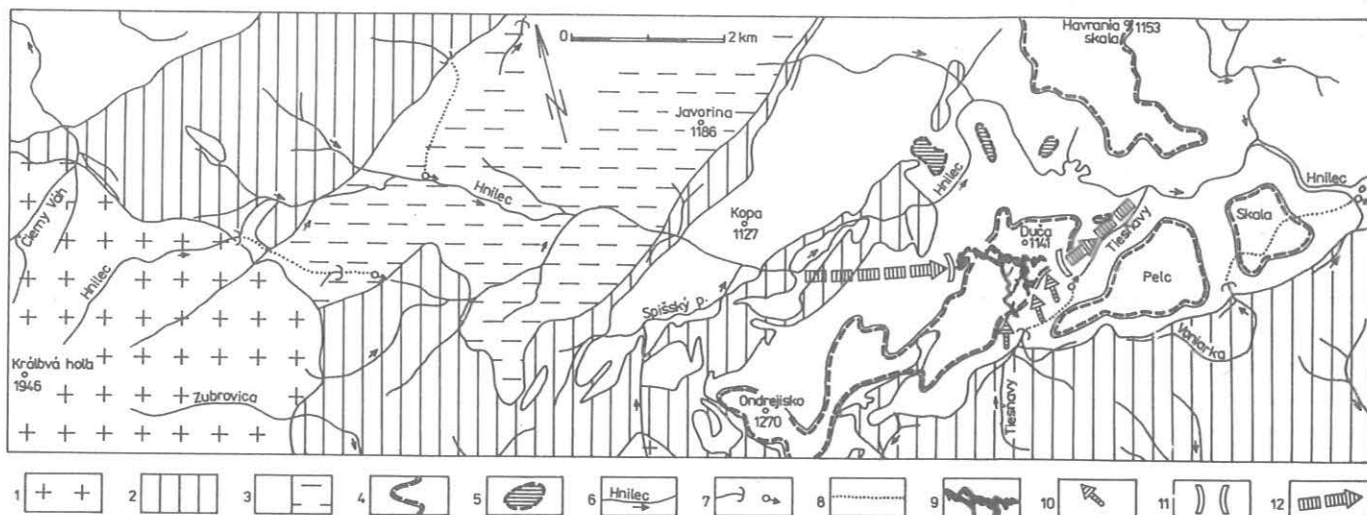 Havrania
skala
1153
0 2 km
Javorina
1186
Čierny Váh
Hnilec
Hnilec
Hnilec
Hnilec
Kopa
1127
Duča
1141
Tiesňavy
Skala
Pelc
Spišský p.
Vaniarka
Kráľová hoľa
1946
Zubrovica
Ondrejisko
1270
Tiesňavy
1 2 3 4 5 6 Hnilec 7 8 9 10 11 12